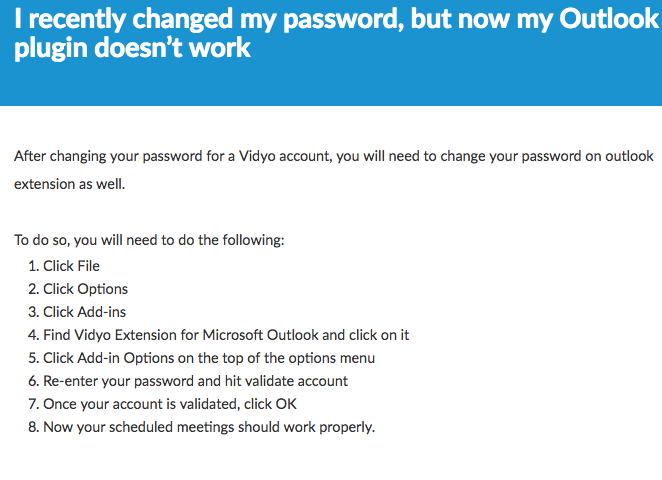 I recently changed my password, but now my Outlook
plugin doesn't work
After changing your password for a Vidyo account, you will need to change your password on outlook
extension as well.
To do so, you will need to do the following:
1. Click File
2. Click Options
3. Click Add-ins
4. Find Vidyo Extension for Microsoft Outlook and click on it
5. Click Add-in Options on the top of the options menu
6. Re-enter your password and hit validate account
7. Once your account is validated, click OK
8. Now your scheduled meetings should work properly.